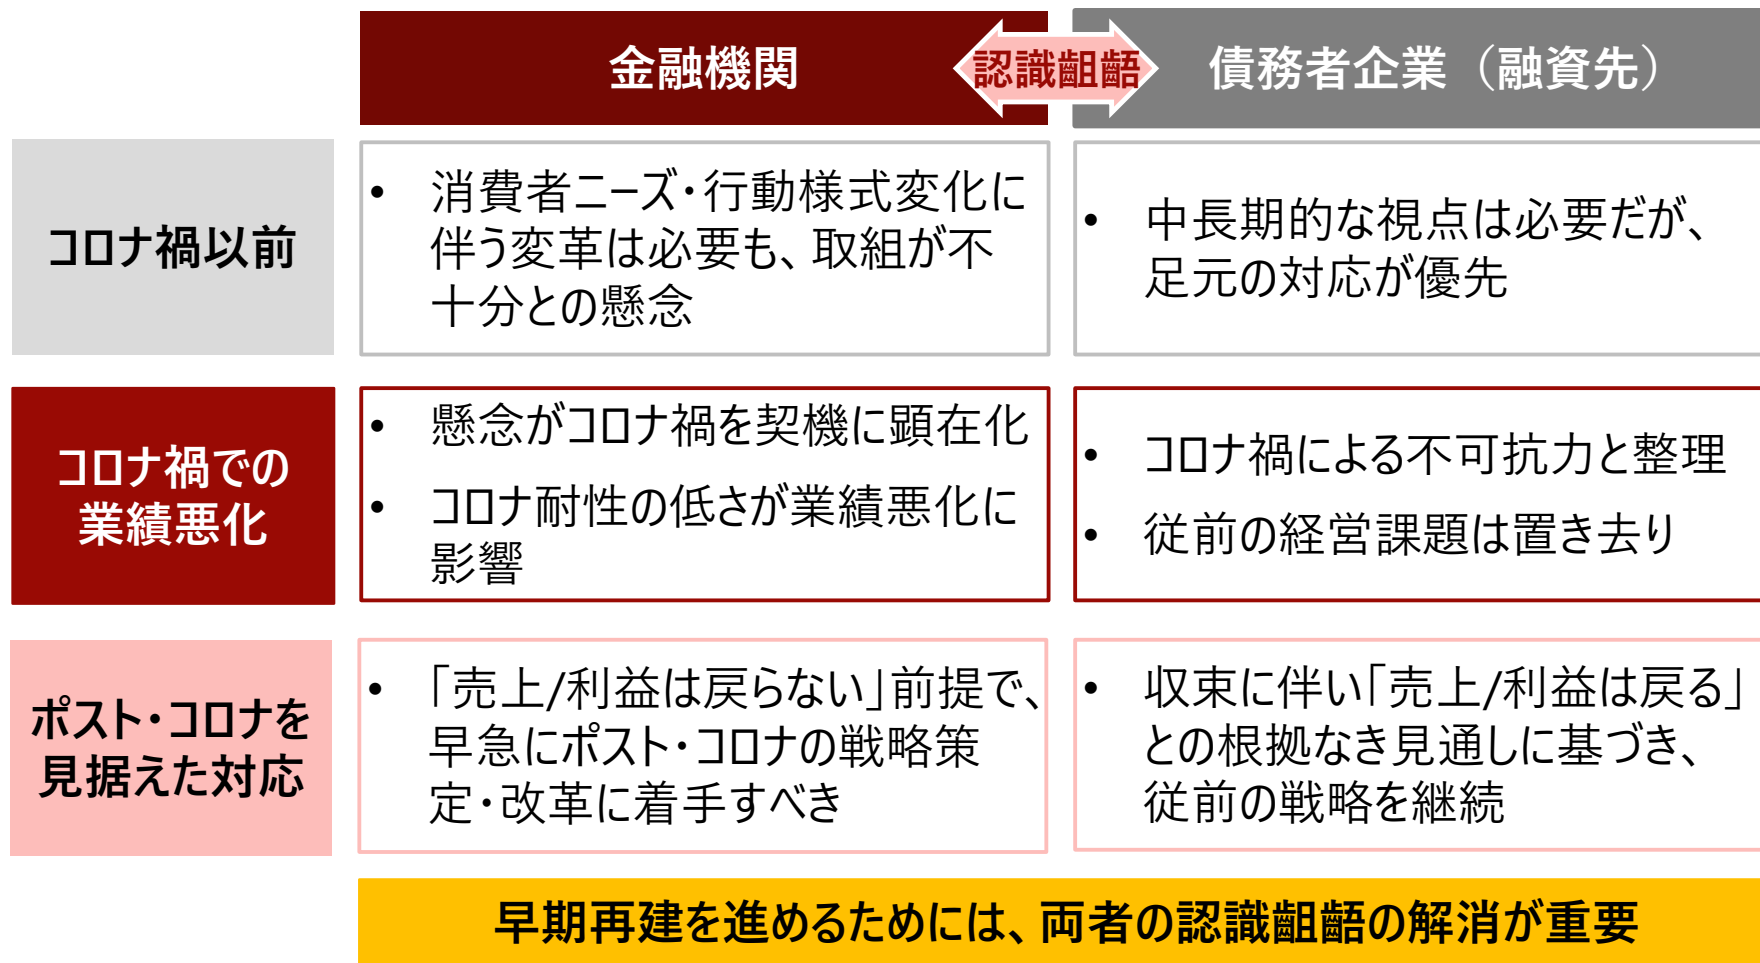 金融機関
認識齟齬
債務者企業（融資先）
コロナ禍以前
• 消費者ニーズ・行動様式変化に
伴う変革は必要も、取組が不
十分との懸念
• 中長期的な視点は必要だが、
足元の対応が優先
コロナ禍での
業績悪化
• 懸念がコロナ禍を契機に顕在化
• コロナ耐性の低さが業績悪化に
影響
• コロナ禍による不可抗力と整理
• 従前の経営課題は置き去り
ポスト・コロナを
見据えた対応
• 「売上/利益は戻らない」前提で、
早急にポスト・コロナの戦略策
定・改革に着手すべき
• 収束に伴い「売上/利益は戻る」
との根拠なき見通しに基づき、
従前の戦略を継続
早期再建を進めるためには、両者の認識齟齬の解消が重要